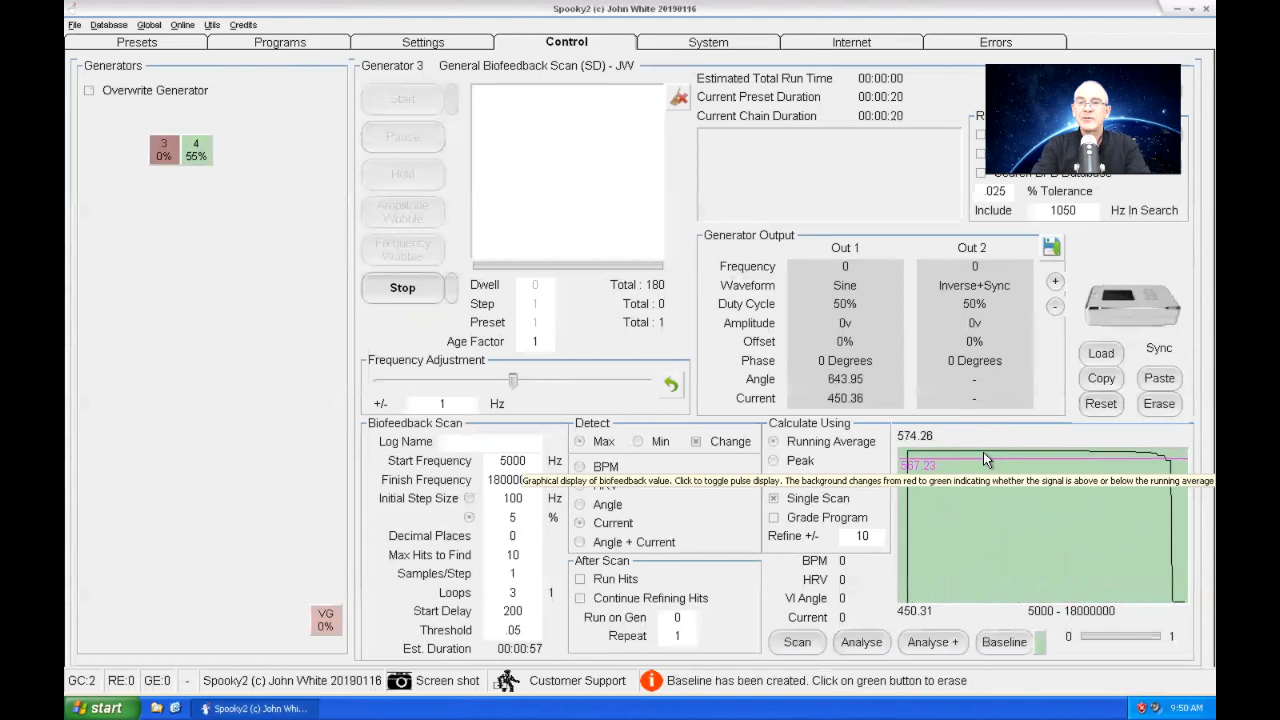 Spooky2 (c) John White 20190116
File Database Global Online Utils Credits
Presets Programs Settings Control System Internet Errors
Generators
Overwrite Generator
3 4
0% 55%
VG
0%
Generator 3 General Biofeedback Scan (SD) - JW
Start
Pause
Hold
Amplitude
Wobble
Frequency
Wobble
Stop
Dwell 0 Total : 180
Step 1 Total : 0
Preset 1 Total : 1
Age Factor 1
Frequency Adjustment
+/- 1 Hz
Estimated Total Run Time 00:00:00
Current Preset Duration 00:00:20
Current Chain Duration 00:00:20
Database
.025 % Tolerance
Include 1050 Hz In Search
Generator Output
Out 1 Out 2
Frequency 0 0
Waveform Sine Inverse+Sync
Duty Cycle 50% 50%
Amplitude 0v 0v
Offset 0% 0%
Phase 0 Degrees 0 Degrees
Angle 643.95 -
Current 450.36 -
+
-
Load Sync
Copy Paste
Reset Erase
Biofeedback Scan
Log Name
Start Frequency 5000 Hz
Finish Frequency 1800000
Initial Step Size 100 Hz
5 %
Decimal Places 0
Max Hits to Find 10
Samples/Step 1
Loops 3 1
Start Delay 200
Threshold .05
Est. Duration 00:00:57
Detect
Max Min Change
BPM
Angle
Current
Angle + Current
After Scan
Run Hits
Continue Refining Hits
Run on Gen 0
Repeat 1
Calculate Using
Running Average
Peak
Single Scan
Grade Program
Refine +/- 10
BPM 0
HRV 0
VI Angle 0
Current 0
574.26
567.23
Graphical display of biofeedback value. Click to toggle pulse display. The background changes from red to green indicating whether the signal is above or below the running average
450.31 5000 - 18000000
Scan Analyse Analyse + Baseline 0 1
GC:2 RE:0 GE:0 - Spooky2 (c) John White 20190116 Screen shot Customer Support Baseline has been created. Click on green button to erase
start Spooky2 (c) John Whi... 9:50 AM